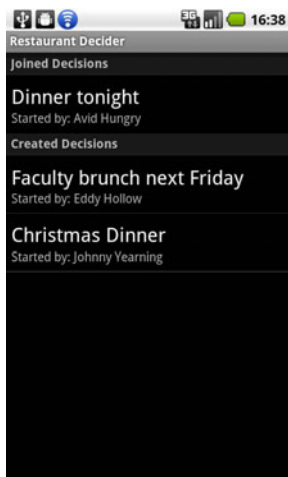 3G 16:38
Restaurant Decider
Joined Decisions
Dinner tonight
Started by: Avid Hungry
Created Decisions
Faculty brunch next Friday
Started by: Eddy Hollow
Christmas Dinner
Started by: Johnny Yearning